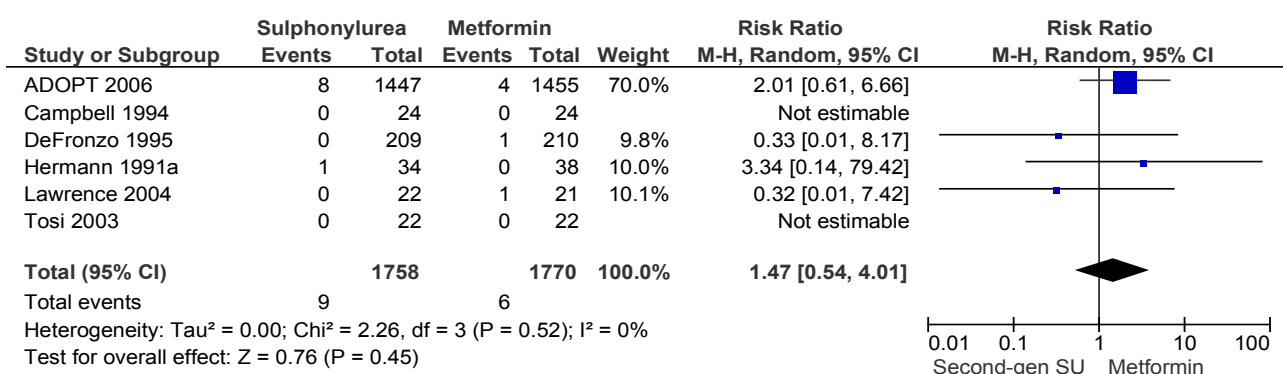 Sulphonylurea Metformin Risk Ratio Risk Ratio
Study or Subgroup Events Total Events Total Weight M-H, Random, 95% CI M-H, Random, 95% CI
ADOPT 2006 8 1447 4 1455 70.0% 2.01 [0.61, 6.66]
Campbell 1994 0 24 0 24 Not estimable
DeFronzo 1995 0 209 1 210 9.8% 0.33 [0.01, 8.17]
Hermann 1991a 1 34 0 38 10.0% 3.34 [0.14, 79.42]
Lawrence 2004 0 22 1 21 10.1% 0.32 [0.01, 7.42]
Tosi 2003 0 22 0 22 Not estimable
Total (95% CI) 1758 1770 100.0% 1.47 [0.54, 4.01]
Total events 9 6
Heterogeneity: Tau² = 0.00; Chi² = 2.26, df = 3 (P = 0.52); I² = 0%
Test for overall effect: Z = 0.76 (P = 0.45)
0.01 0.1 1 10 100
Second-gen SU Metformin